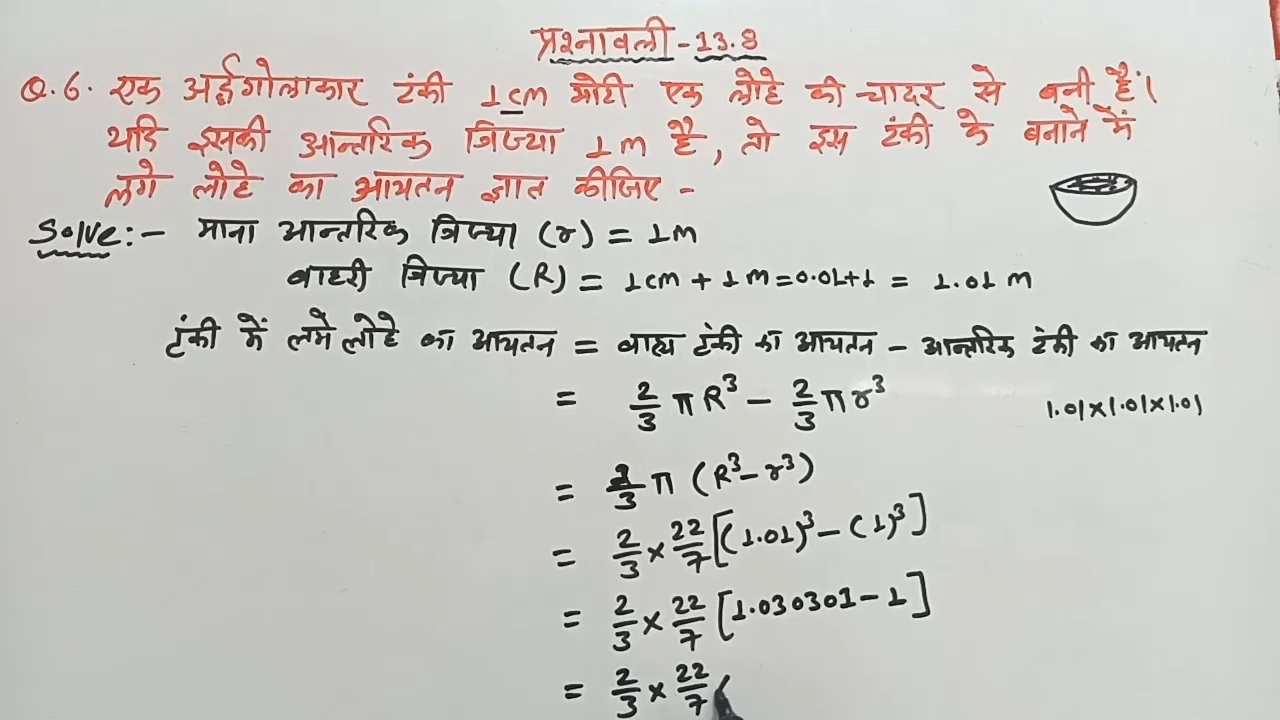 प्रश्नावली - 13.8
Q.6. एक अर्द्धगोलाकार टंकी 1cm मोटी एक लोहे की चादर से बनी है।
यदि इसकी आन्तरिक त्रिज्या 1m है, तो इस टंकी के बनाने में
लगे लोहे का आयतन ज्ञात कीजिए -
Solve:- माना आन्तरिक त्रिज्या (r) = 1m
बाहरी त्रिज्या (R) = 1cm + 1m = 0.01+1 = 1.01 m
टंकी में लगे लोहे का आयतन = बाह्य टंकी का आयतन - आन्तरिक टंकी का आयतन
= 2/3 πR³ - 2/3 πr³ 1.01×1.01×1.01
= 2/3 π (R³-r³)
= 2/3 × 22/7 [(1.01)³ - (1)³]
= 2/3 × 22/7 [1.030301 - 1]
= 2/3 × 22/7 (